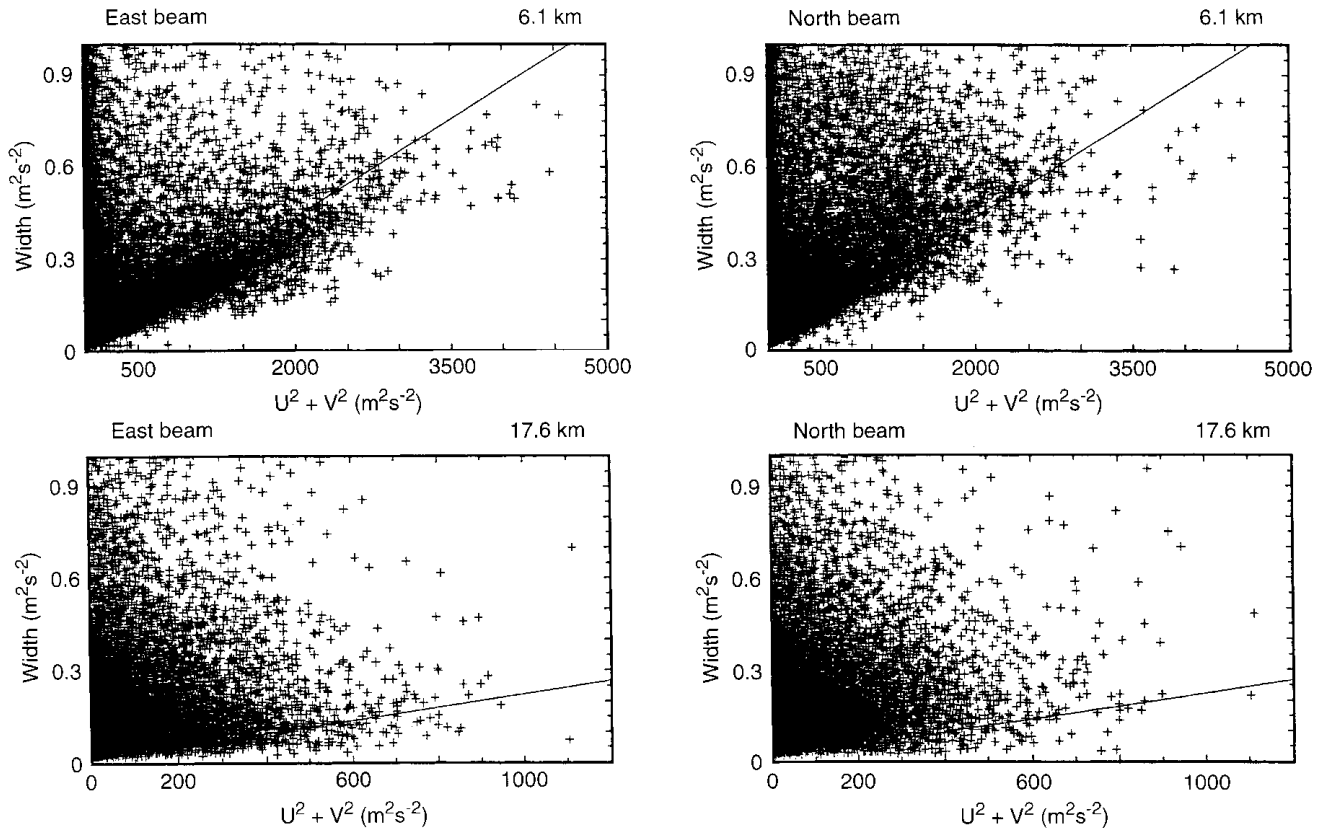 East beam 6.1 km
0.9
0.6
0.3
0
Width (m²s⁻²)
500 2000 3500 5000
U² + V² (m²s⁻²)
North beam 6.1 km
0.9
0.6
0.3
0
Width (m²s⁻²)
500 2000 3500 5000
U² + V² (m²s⁻²)
East beam 17.6 km
0.9
0.6
0.3
0
Width (m²s⁻²)
0 200 600 1000
U² + V² (m²s⁻²)
North beam 17.6 km
0.9
0.6
0.3
0
Width (m²s⁻²)
0 200 600 1000
U² + V² (m²s⁻²)